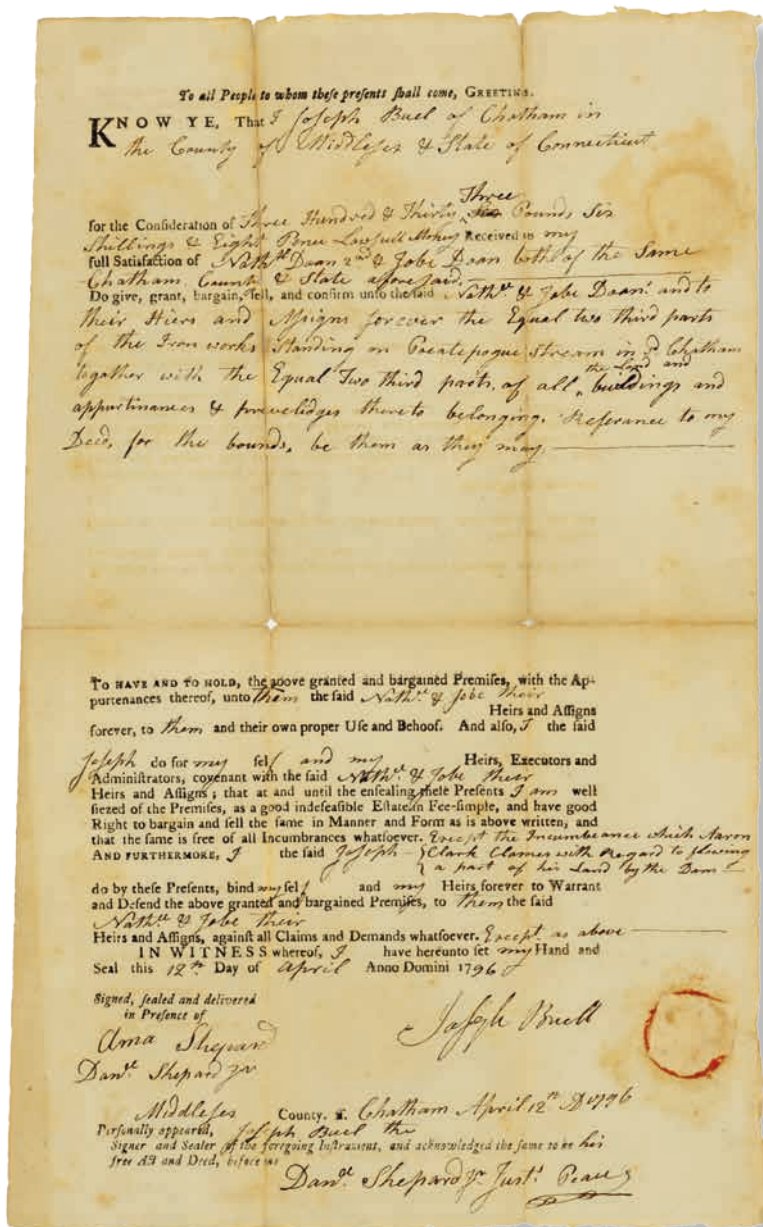 To all People to whom these presents shall come, GREETING.
KNOW YE, That I Joseph Buel of Chatham in
the County of Middlesex & State of Connecticut
Three
for the Consideration of Three Hundred & Thirty Pounds Six
Shillings & Eight Pence Lawfull Money Received to my
full Satisfaction of Nathll Doan 2nd & Jobe Doan both of the Same
Chatham County & State aforesaid.
Do give, grant, bargain, sell, and confirm unto the said Nathll & Jobe Doan and to
their Hiers and Assigns forever the Equal two third parts
of the Iron works Standing on Pocatepogue Stream in sd Chatham
the Land and
together with the Equal Two third parts of all buildings and
appurtinances & preveledges thereto belonging. Referance to my
Deed, for the bounds, be them as they may
TO HAVE AND TO HOLD, the above granted and bargained Premises, with the Ap-
purtenances thereof, unto them the said Nathll & Jobe their
Heirs and Assigns
forever, to them and their own proper Use and Behoof. And also, I the said
Joseph do for my self and my Heirs, Executors and
Administrators, covenant with the said Nathll & Jobe their
Heirs and Assigns; that at and until the ensealing these Presents I am well
siezed of the Premises, as a good indefeasible Estate in Fee-simple, and have good
Right to bargain and sell the same in Manner and Form as is above written, and
that the same is free of all Incumbrances whatsoever. Except the Incumbrance which Aaron
AND FURTHERMORE, I the said Joseph Clark Clames with Regard to flowing
a part of his Land by the Dam
do by these Presents, bind my self and my Heirs forever to Warrant
and Defend the above granted and bargained Premises, to them the said
Nathll & Jobe their
Heirs and Assigns, against all Claims and Demands whatsoever. Except as above
IN WITNESS whereof, I have hereunto set my Hand and
Seal this 12th Day of April Anno Domini 1796
Signed, sealed and delivered
in Presence of
Joseph Buell
Ama Shepard
Danll Shepard Jr
Middlesex County, ss. Chatham April 12th AD 1796
Personally appeared, Joseph Buel the
Signer and Sealer of the foregoing Instrument, and acknowledged the same to be his
free Act and Deed, before me
Danll Shepard Jr Just. Peace